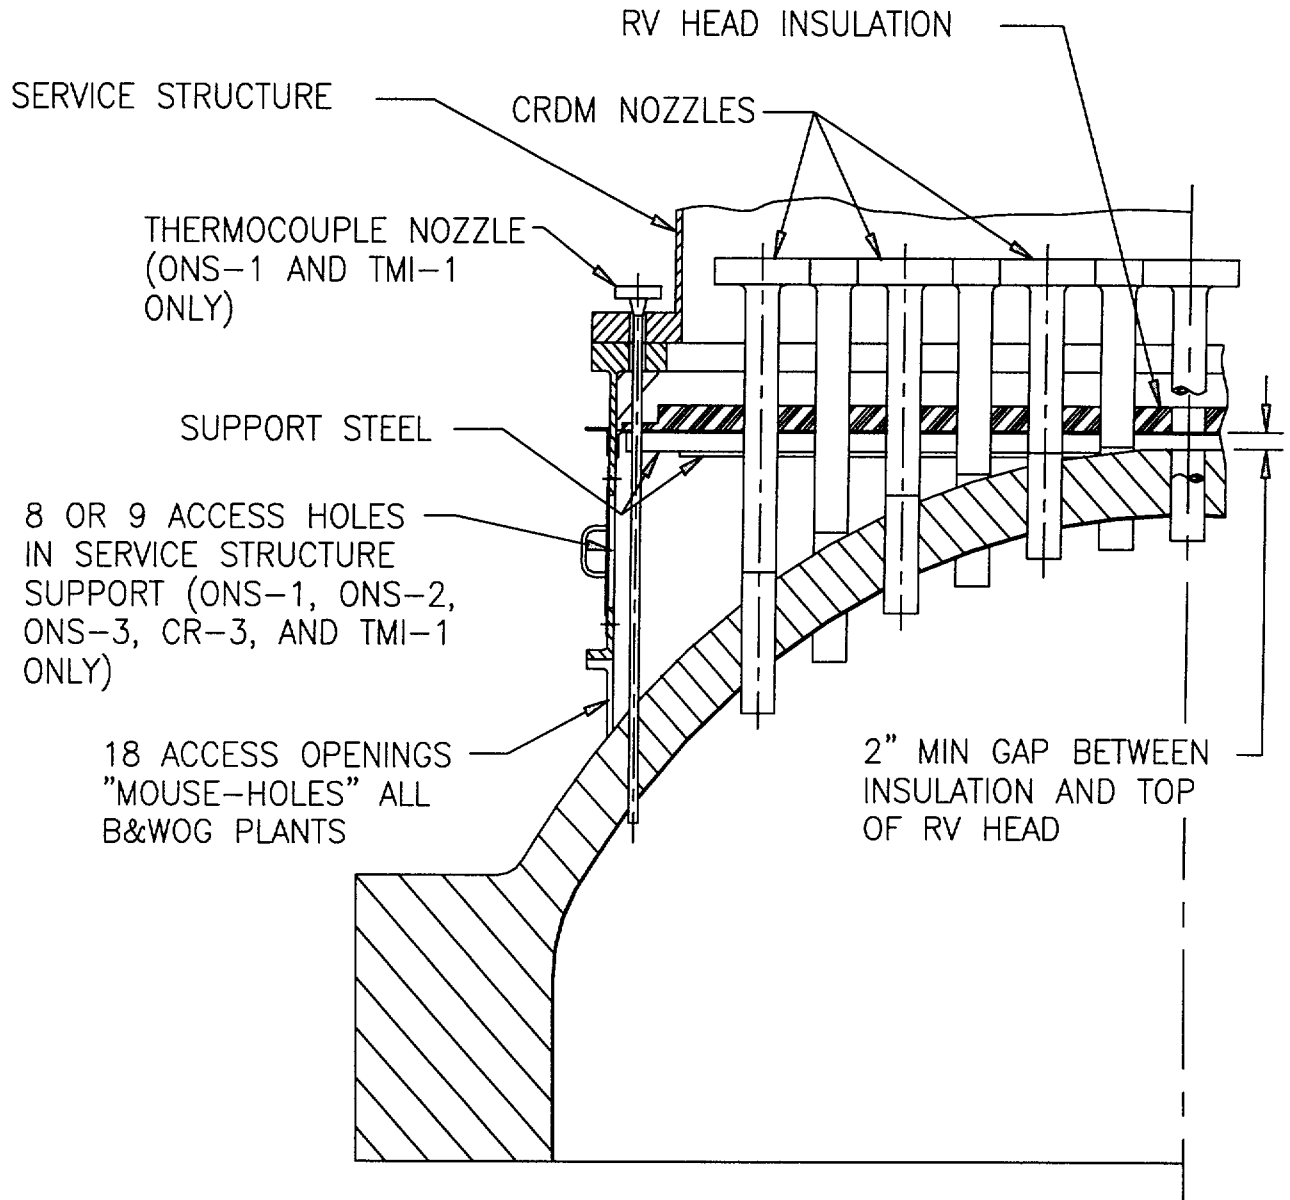 RV HEAD INSULATION
SERVICE STRUCTURE
CRDM NOZZLES
THERMOCOUPLE NOZZLE
(ONS-1 AND TMI-1
ONLY)
SUPPORT STEEL
8 OR 9 ACCESS HOLES
IN SERVICE STRUCTURE
SUPPORT (ONS-1, ONS-2,
ONS-3, CR-3, AND TMI-1
ONLY)
18 ACCESS OPENINGS
"MOUSE-HOLES" ALL
B&WOG PLANTS
2" MIN GAP BETWEEN
INSULATION AND TOP
OF RV HEAD